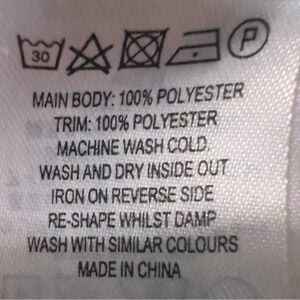 30 P
MAIN BODY: 100% POLYESTER
TRIM: 100% POLYESTER
MACHINE WASH COLD.
WASH AND DRY INSIDE OUT
IRON ON REVERSE SIDE
RE-SHAPE WHILST DAMP
WASH WITH SIMILAR COLOURS
MADE IN CHINA